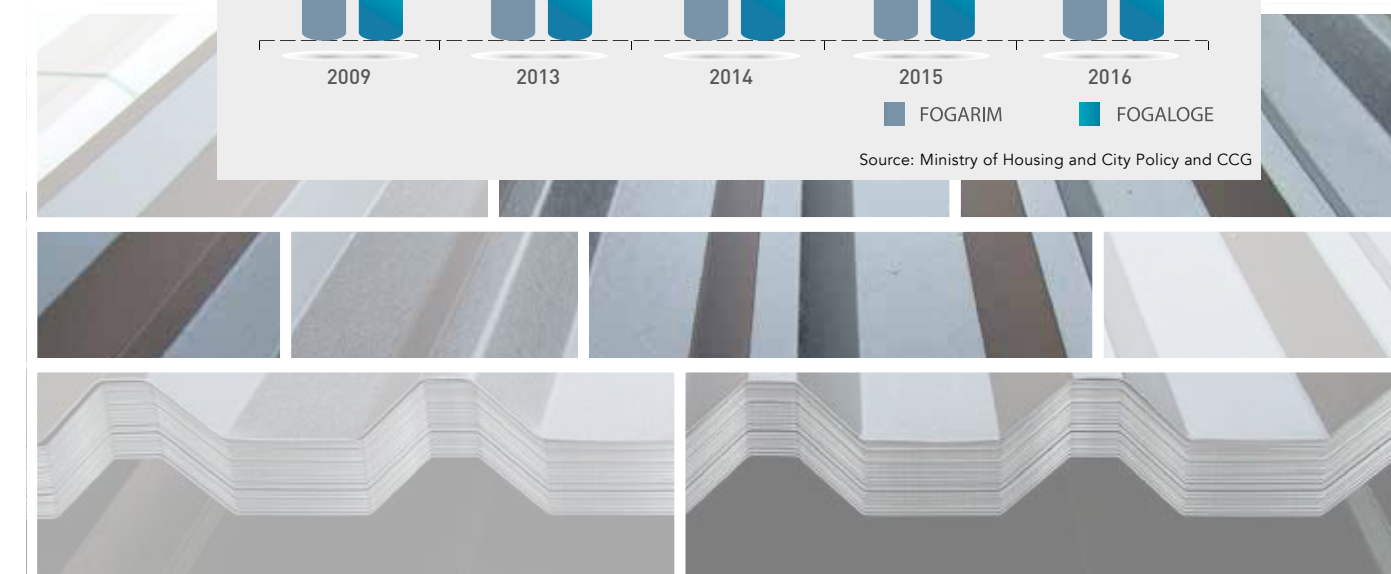 2009 2013 2014 2015 2016
FOGARIM FOGALOGE
Source: Ministry of Housing and City Policy and CCG